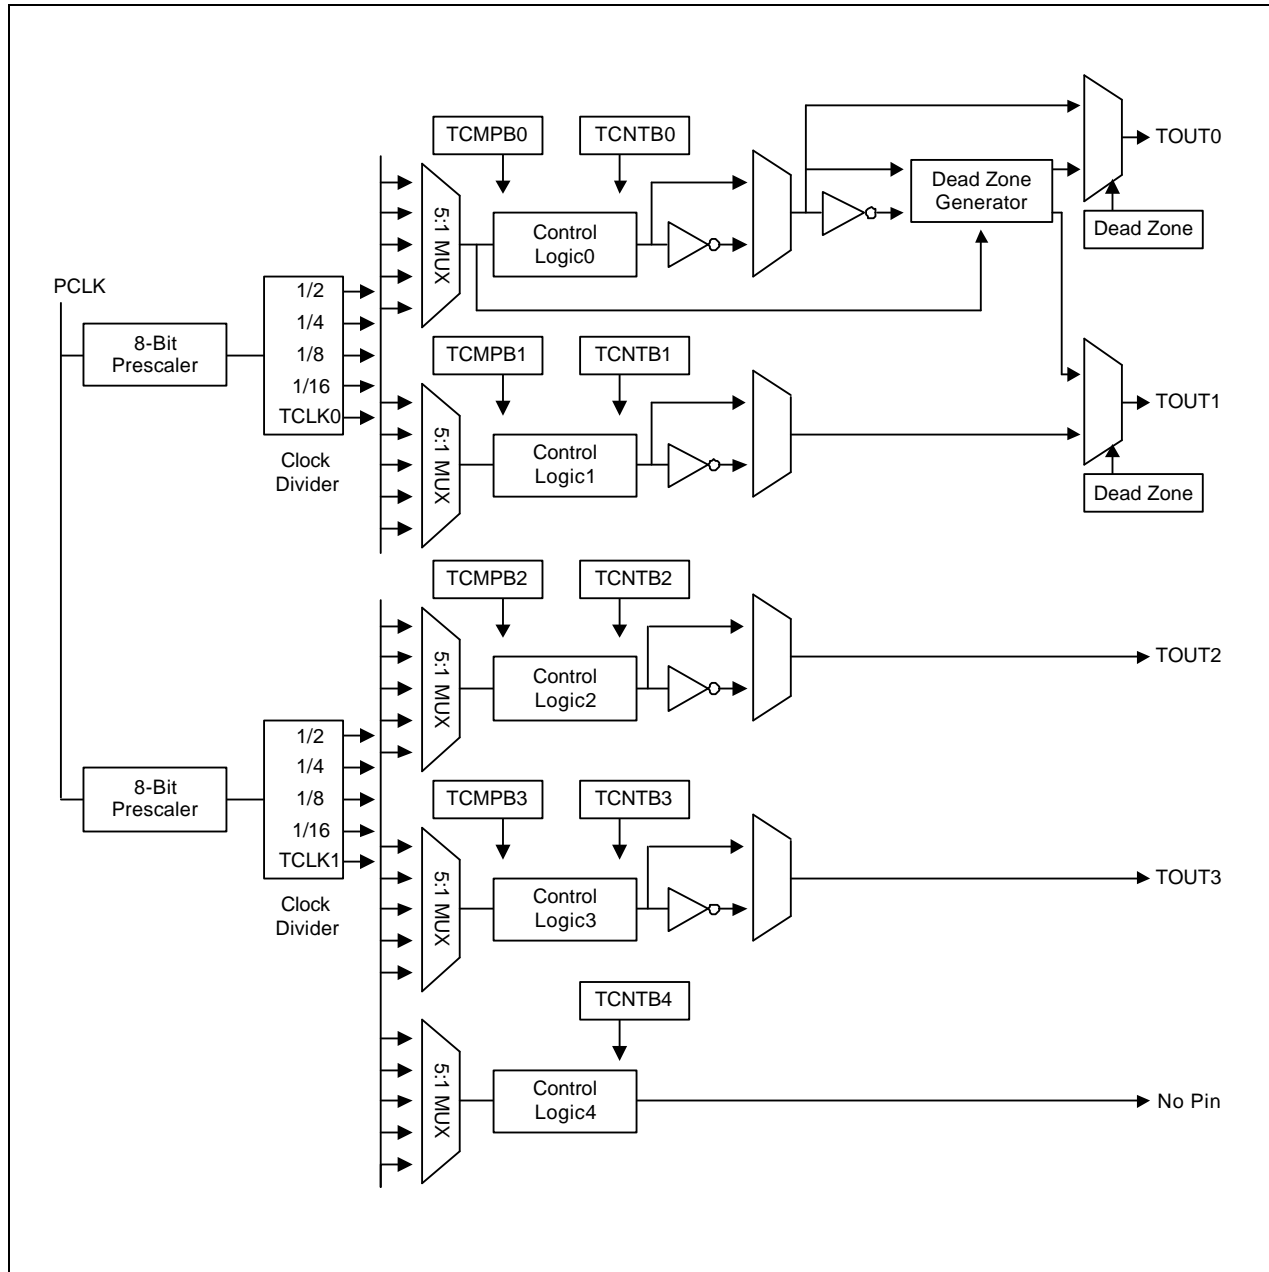 TCMPB0
TCNTB0
TOUT0
5:1 MUX
Control
Logic0
Dead Zone
Generator
Dead Zone
PCLK
8-Bit
Prescaler
1/2
1/4
1/8
1/16
TCLK0
Clock
Divider
TCMPB1
TCNTB1
5:1 MUX
Control
Logic1
TOUT1
Dead Zone
TCMPB2
TCNTB2
5:1 MUX
Control
Logic2
TOUT2
8-Bit
Prescaler
1/2
1/4
1/8
1/16
TCLK1
Clock
Divider
TCMPB3
TCNTB3
5:1 MUX
Control
Logic3
TOUT3
TCNTB4
5:1 MUX
Control
Logic4
No Pin